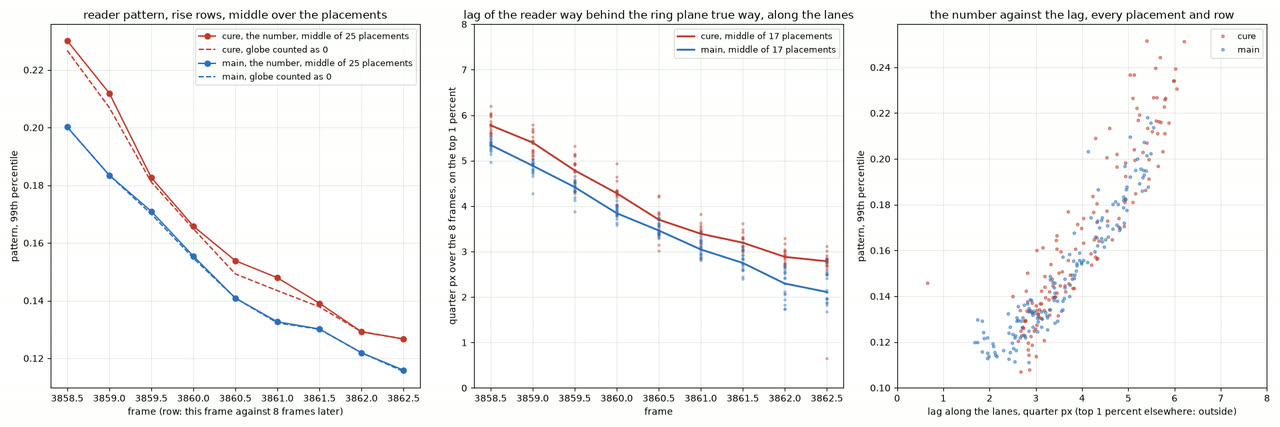 reader pattern, rise rows, middle over the placements
cure, the number, middle of 25 placements
cure, globe counted as 0
main, the number, middle of 25 placements
main, globe counted as 0
pattern, 99th percentile
0.22
0.20
0.18
0.16
0.14
0.12
3858.5 3859.0 3859.5 3860.0 3860.5 3861.0 3861.5 3862.0 3862.5
frame (row: this frame against 8 frames later)
lag of the reader way behind the ring plane true way, along the lanes
cure, middle of 17 placements
main, middle of 17 placements
quarter px over the 8 frames, on the top 1 percent
8
7
6
5
4
3
2
1
0
3858.5 3859.0 3859.5 3860.0 3860.5 3861.0 3861.5 3862.0 3862.5
frame
the number against the lag, every placement and row
cure
main
pattern, 99th percentile
0.24
0.22
0.20
0.18
0.16
0.14
0.12
0.10
0 1 2 3 4 5 6 7 8
lag along the lanes, quarter px (top 1 percent elsewhere: outside)